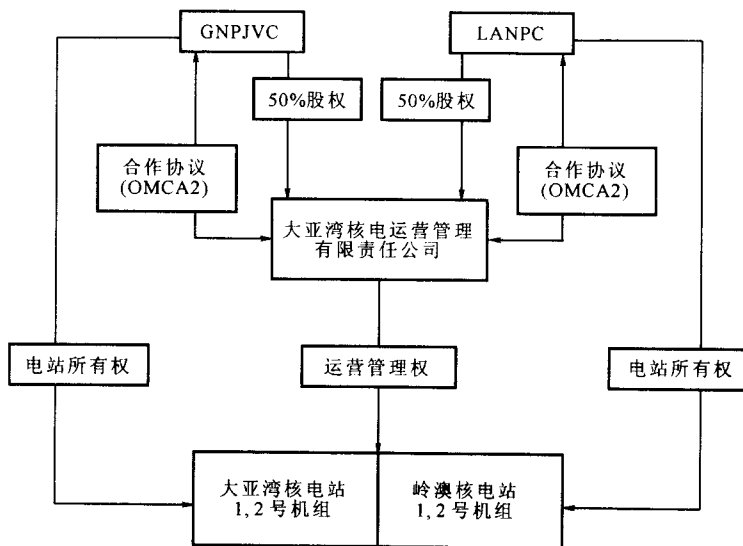 GNPJVC
LANPC
50%股权
50%股权
合作协议
(OMCA2)
合作协议
(OMCA2)
大亚湾核电运营管理
有限责任公司
电站所有权
运营管理权
电站所有权
大亚湾核电站
1,2号机组
岭澳核电站
1,2号机组